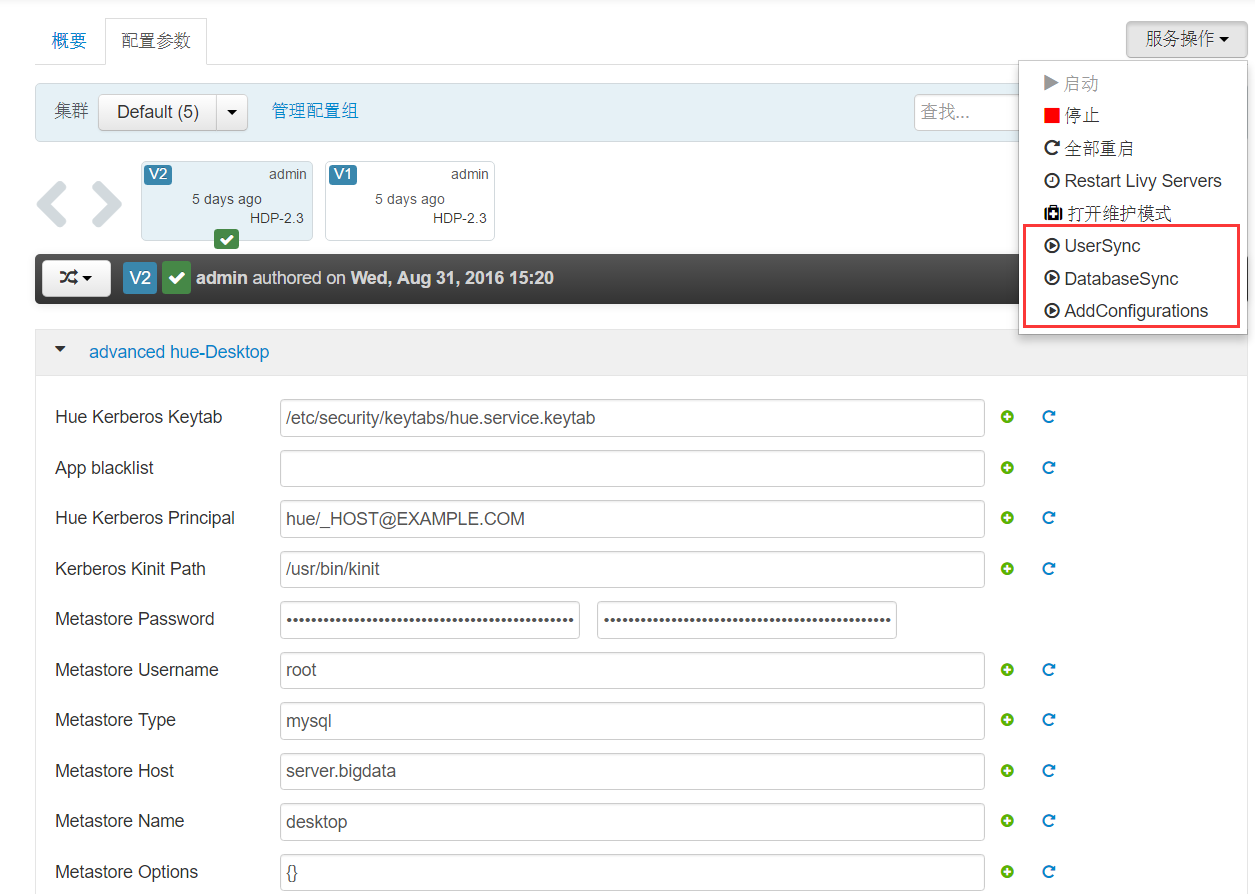 概要 配置参数 服务操作
集群 Default (5) 管理配置组 查找...
启动
停止
全部重启
Restart Livy Servers
打开维护模式
UserSync
DatabaseSync
AddConfigurations
V2 admin
5 days ago
HDP-2.3
V1 admin
5 days ago
HDP-2.3
V2 admin authored on Wed, Aug 31, 2016 15:20
advanced hue-Desktop
Hue Kerberos Keytab /etc/security/keytabs/hue.service.keytab
App blacklist
Hue Kerberos Principal hue/_HOST@EXAMPLE.COM
Kerberos Kinit Path /usr/bin/kinit
Metastore Password
Metastore Username root
Metastore Type mysql
Metastore Host server.bigdata
Metastore Name desktop
Metastore Options {}